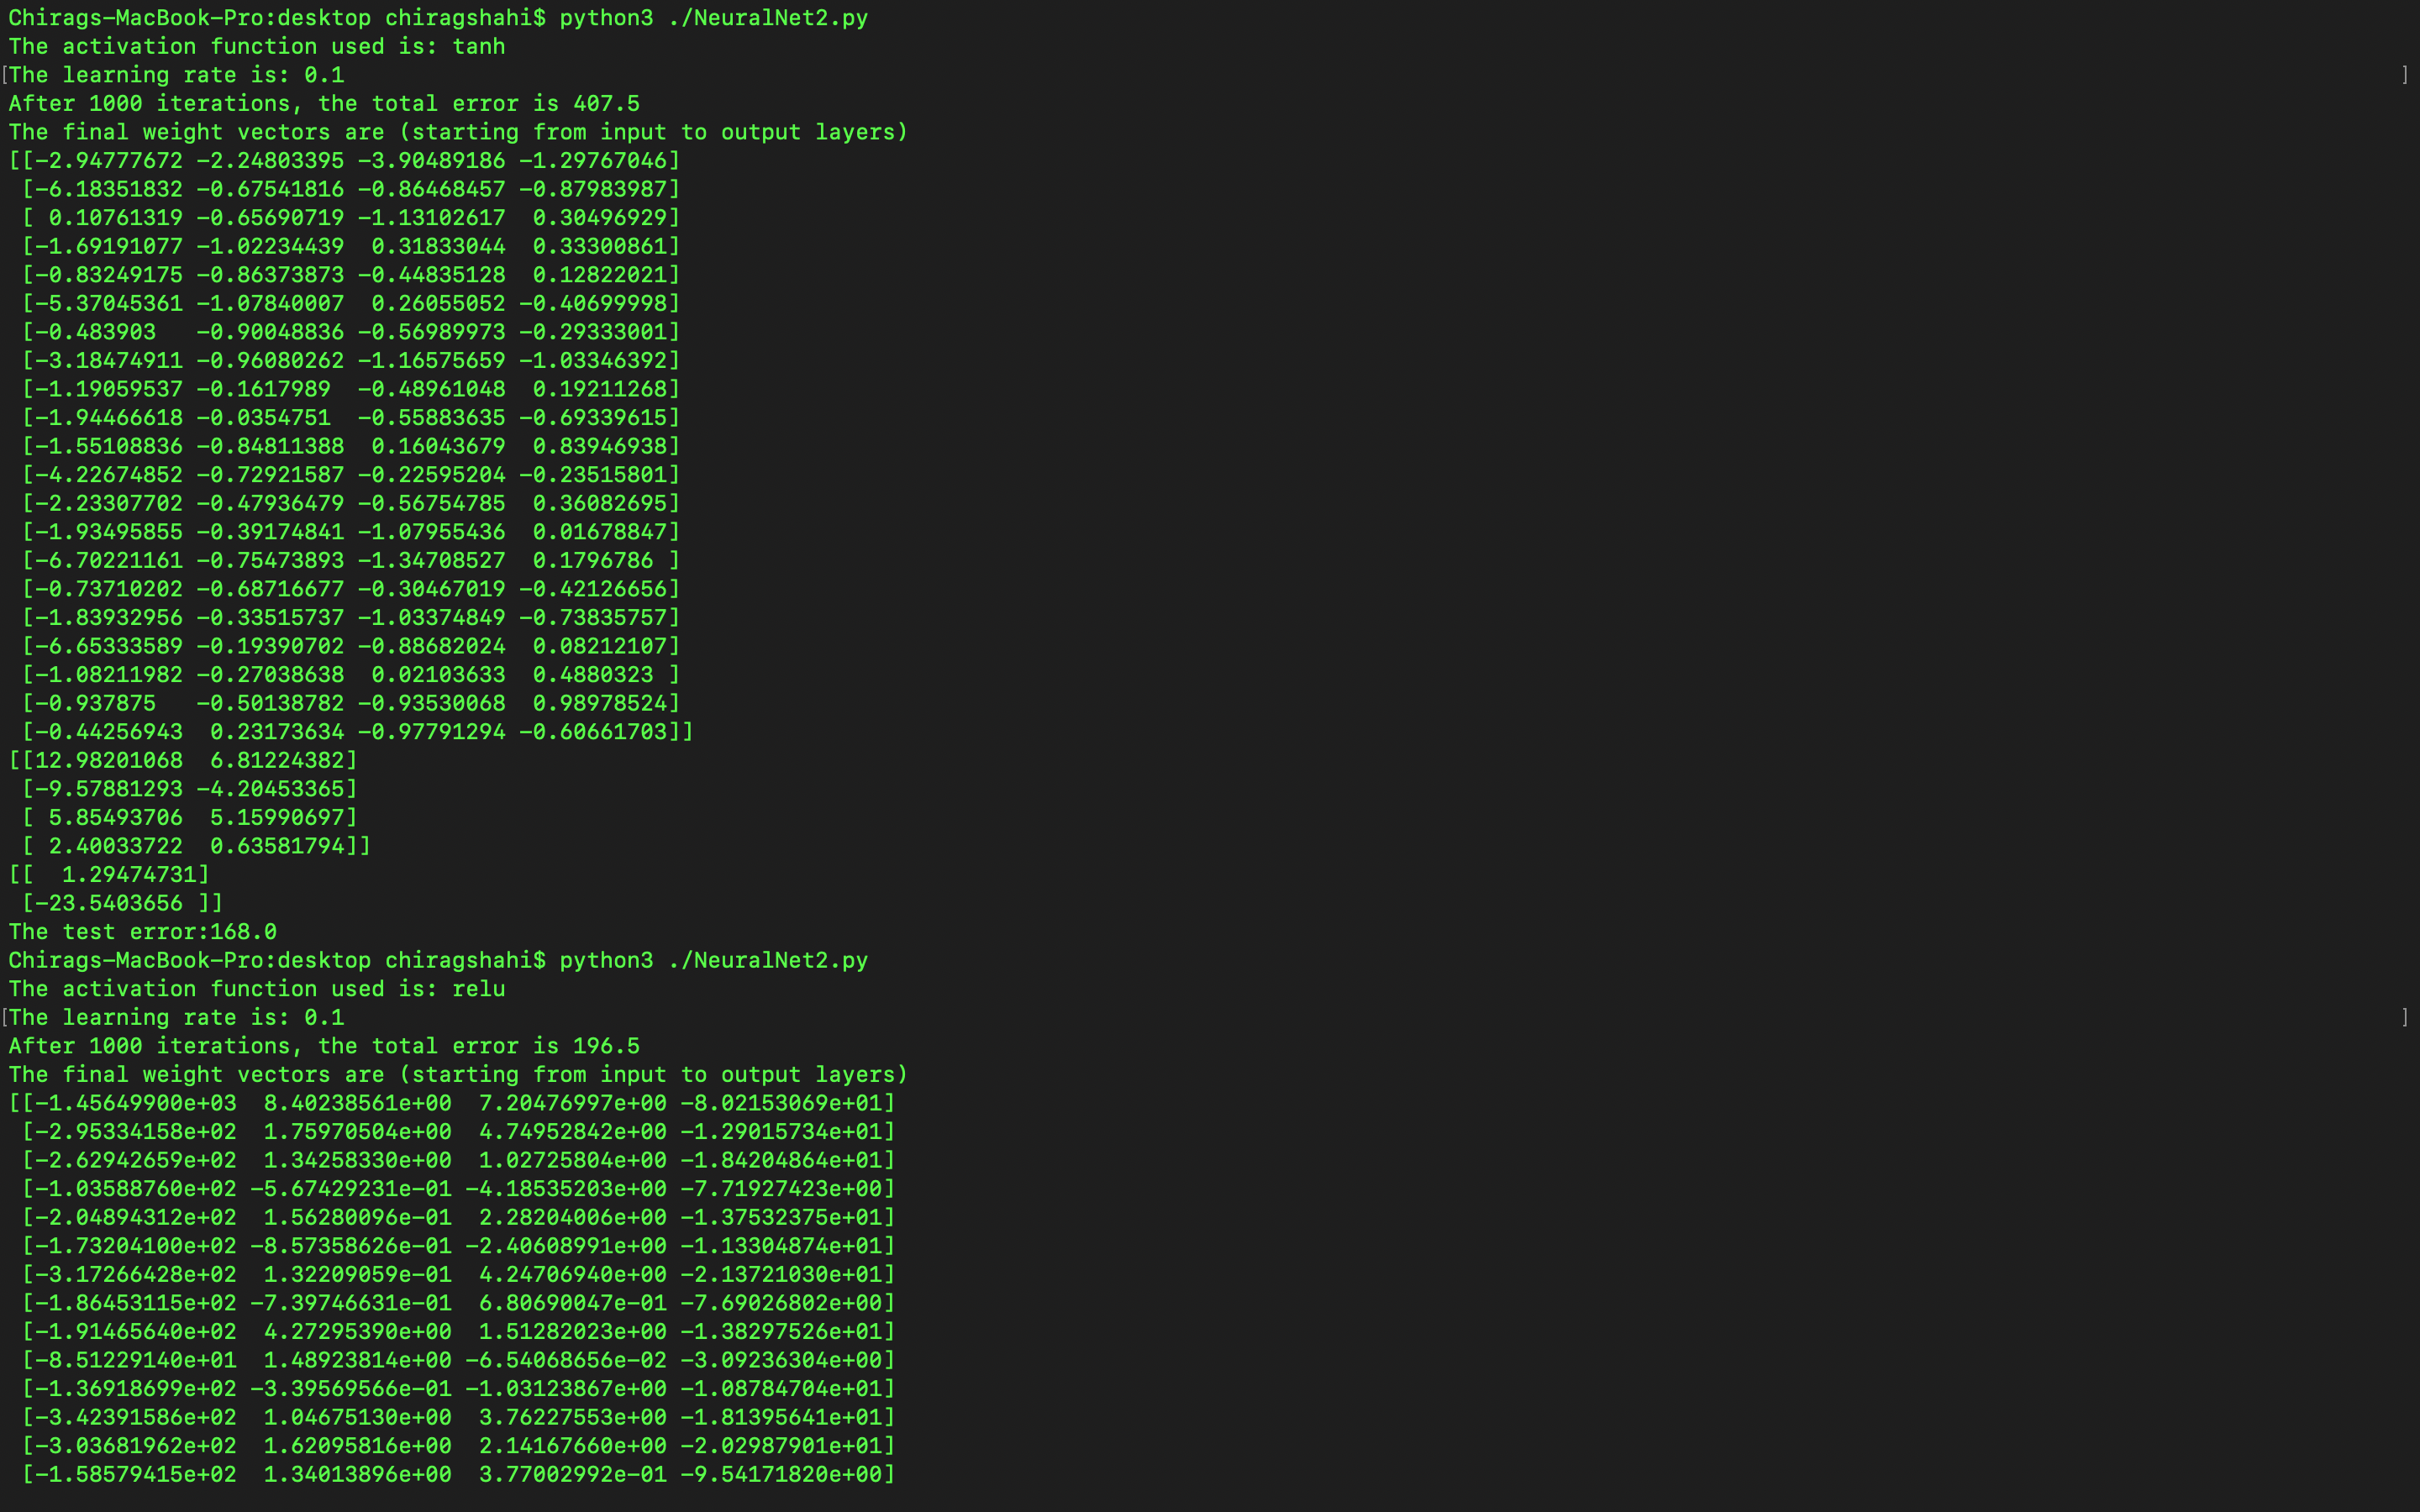 Chirags-MacBook-Pro:desktop chiragshahi$ python3 ./NeuralNet2.py
The activation function used is: tanh
[The learning rate is: 0.1 ]
After 1000 iterations, the total error is 407.5
The final weight vectors are (starting from input to output layers)
[[-2.94777672 -2.24803395 -3.90489186 -1.29767046]
 [-6.18351832 -0.67541816 -0.86468457 -0.87983987]
 [ 0.10761319 -0.65690719 -1.13102617  0.30496929]
 [-1.69191077 -1.02234439  0.31833044  0.33300861]
 [-0.83249175 -0.86373873 -0.44835128  0.12822021]
 [-5.37045361 -1.07840007  0.26055052 -0.40699998]
 [-0.483903   -0.90048836 -0.56989973 -0.29333001]
 [-3.18474911 -0.96080262 -1.16575659 -1.03346392]
 [-1.19059537 -0.1617989  -0.48961048  0.19211268]
 [-1.94466618 -0.0354751  -0.55883635 -0.69339615]
 [-1.55108836 -0.84811388  0.16043679  0.83946938]
 [-4.22674852 -0.72921587 -0.22595204 -0.23515801]
 [-2.23307702 -0.47936479 -0.56754785  0.36082695]
 [-1.93495855 -0.39174841 -1.07955436  0.01678847]
 [-6.70221161 -0.75473893 -1.34708527  0.1796786 ]
 [-0.73710202 -0.68716677 -0.30467019 -0.42126656]
 [-1.83932956 -0.33515737 -1.03374849 -0.73835757]
 [-6.65333589 -0.19390702 -0.88682024  0.08212107]
 [-1.08211982 -0.27038638  0.02103633  0.4880323 ]
 [-0.937875   -0.50138782 -0.93530068  0.98978524]
 [-0.44256943  0.23173634 -0.97791294 -0.60661703]]
[[12.98201068  6.81224382]
 [-9.57881293 -4.20453365]
 [ 5.85493706  5.15990697]
 [ 2.40033722  0.63581794]]
[[  1.29474731]
 [-23.5403656 ]]
The test error:168.0
Chirags-MacBook-Pro:desktop chiragshahi$ python3 ./NeuralNet2.py
The activation function used is: relu
[The learning rate is: 0.1 ]
After 1000 iterations, the total error is 196.5
The final weight vectors are (starting from input to output layers)
[[-1.45649900e+03  8.40238561e+00  7.20476997e+00 -8.02153069e+01]
 [-2.95334158e+02  1.75970504e+00  4.74952842e+00 -1.29015734e+01]
 [-2.62942659e+02  1.34258330e+00  1.02725804e+00 -1.84204864e+01]
 [-1.03588760e+02 -5.67429231e-01 -4.18535203e+00 -7.71927423e+00]
 [-2.04894312e+02  1.56280096e-01  2.28204006e+00 -1.37532375e+01]
 [-1.73204100e+02 -8.57358626e-01 -2.40608991e+00 -1.13304874e+01]
 [-3.17266428e+02  1.32209059e-01  4.24706940e+00 -2.13721030e+01]
 [-1.86453115e+02 -7.39746631e-01  6.80690047e-01 -7.69026802e+00]
 [-1.91465640e+02  4.27295390e+00  1.51282023e+00 -1.38297526e+01]
 [-8.51229140e+01  1.48923814e+00 -6.54068656e-02 -3.09236304e+00]
 [-1.36918699e+02 -3.39569566e-01 -1.03123867e+00 -1.08784704e+01]
 [-3.42391586e+02  1.04675130e+00  3.76227553e+00 -1.81395641e+01]
 [-3.03681962e+02  1.62095816e+00  2.14167660e+00 -2.02987901e+01]
 [-1.58579415e+02  1.34013896e+00  3.77002992e-01 -9.54171820e+00]